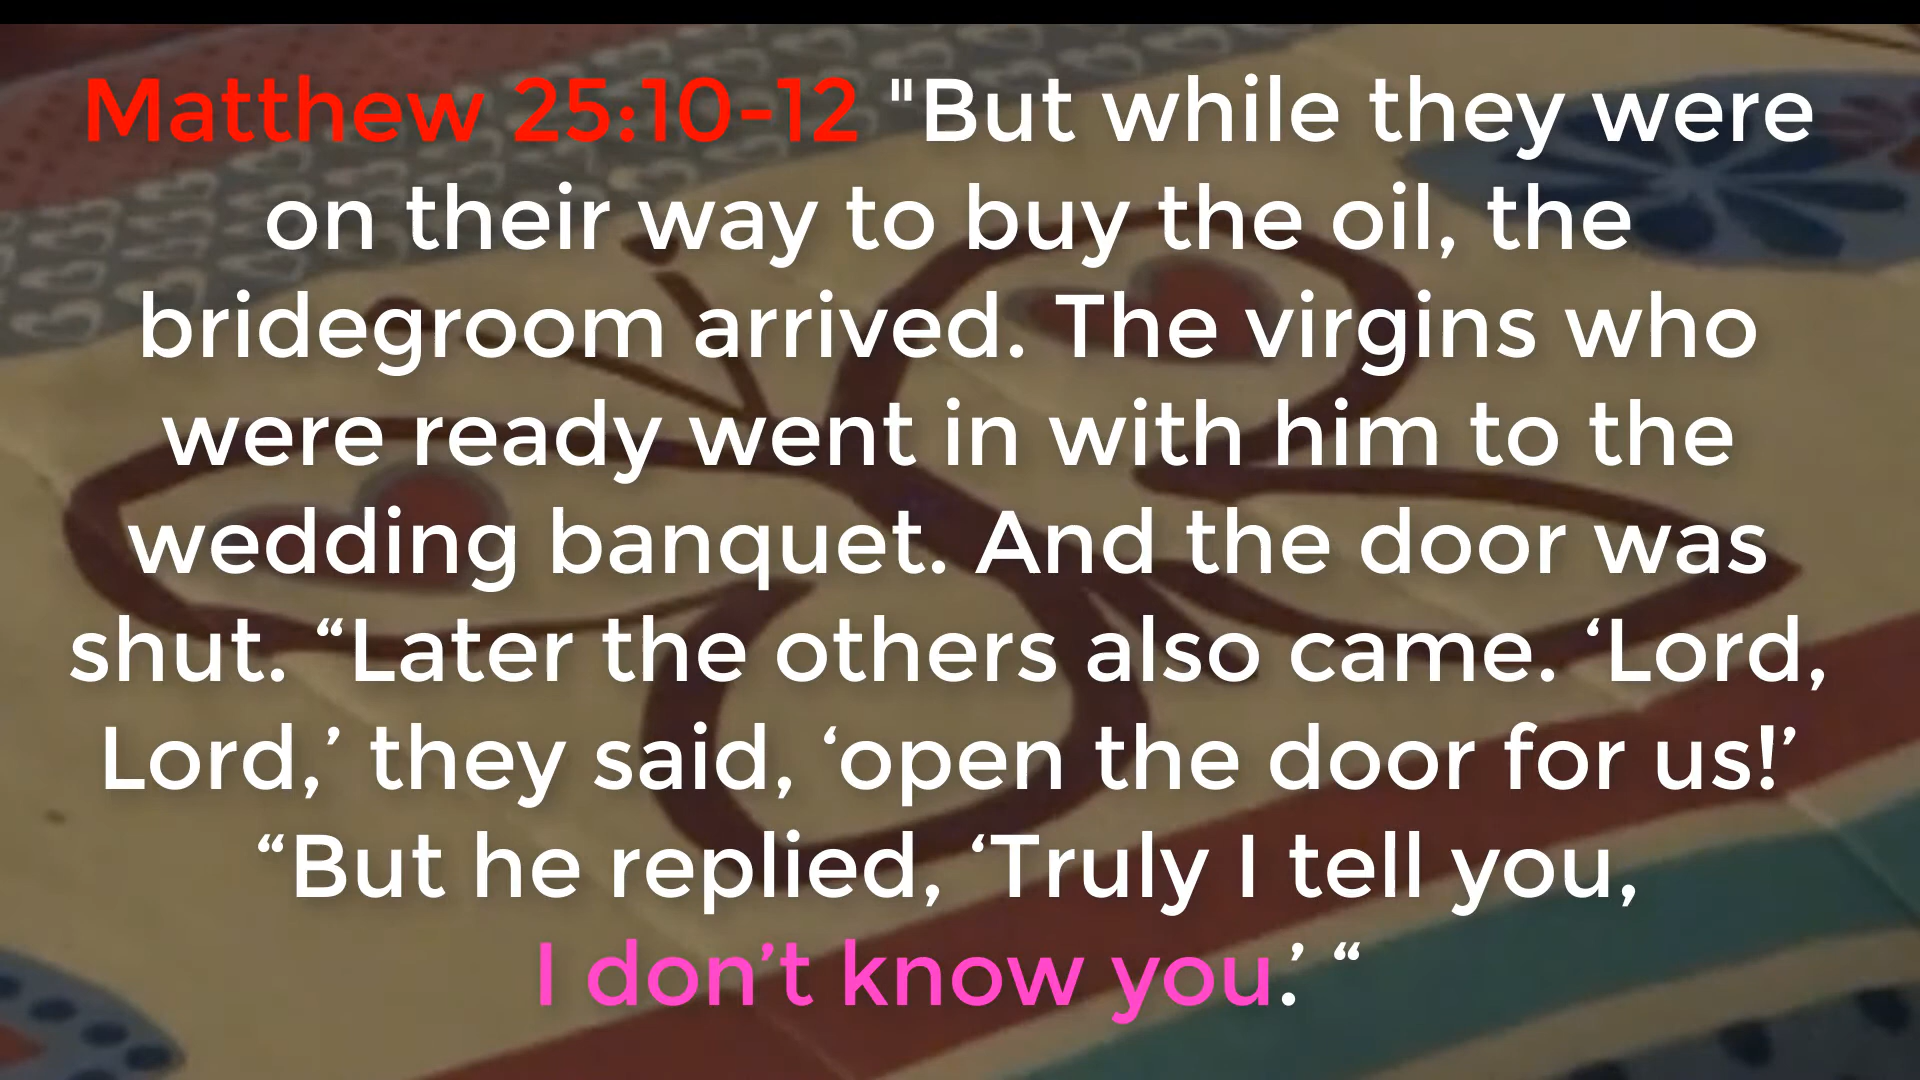 Matthew 25:10-12 "But while they were
on their way to buy the oil, the
bridegroom arrived. The virgins who
were ready went in with him to the
wedding banquet. And the door was
shut. “Later the others also came. ‘Lord,
Lord,’ they said, ‘open the door for us!’
“But he replied, ‘Truly I tell you,
I don’t know you.’ “